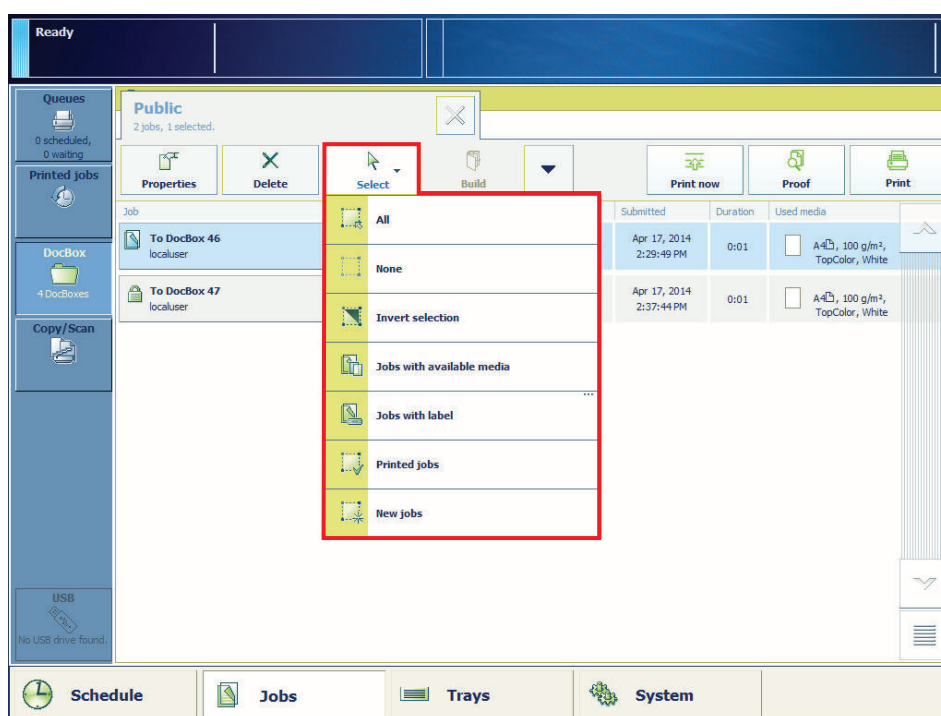 Ready
Queues
0 scheduled,
0 waiting
Printed jobs
DocBox
4 DocBoxes
Copy/Scan
USB
No USB drive found.
Public
2 jobs, 1 selected.
Properties
Delete
Select
Build
Print now
Proof
Print
All
None
Invert selection
Jobs with available media
...
Jobs with label
Printed jobs
New jobs
Job
Submitted
Duration
Used media
To DocBox 46
localuser
Apr 17, 2014
2:29:49 PM
0:01
A4, 100 g/m²,
TopColor, White
To DocBox 47
localuser
Apr 17, 2014
2:37:44 PM
0:01
A4, 100 g/m²,
TopColor, White
Schedule
Jobs
Trays
System